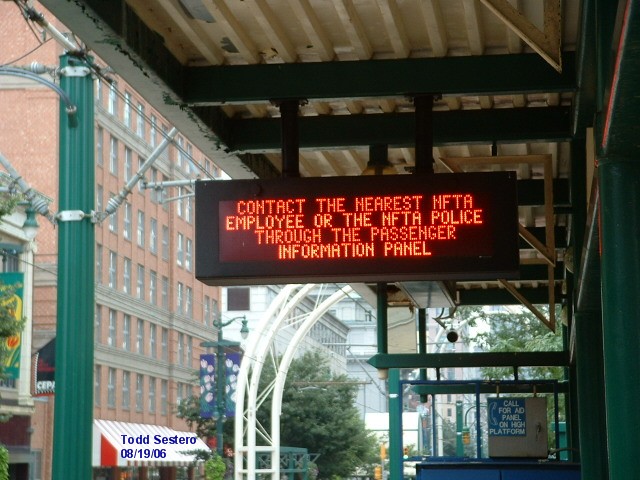 CONTACT THE NEAREST NFTA
EMPLOYEE OR THE NFTA POLICE
THROUGH THE PASSENGER
INFORMATION PANEL
CALL
FOR AID
PANEL
ON HIGH
PLATFORM
Todd Sestero
08/19/06